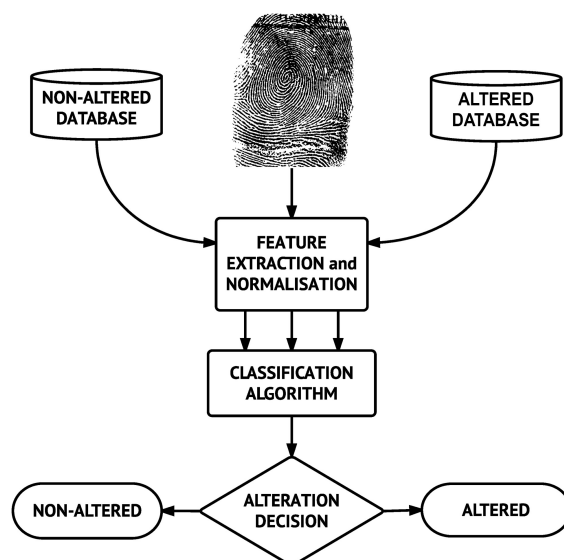 NON-ALTERED
DATABASE
ALTERED
DATABASE
FEATURE
EXTRACTION and
NORMALISATION
CLASSIFICATION
ALGORITHM
NON-ALTERED
ALTERATION
DECISION
ALTERED